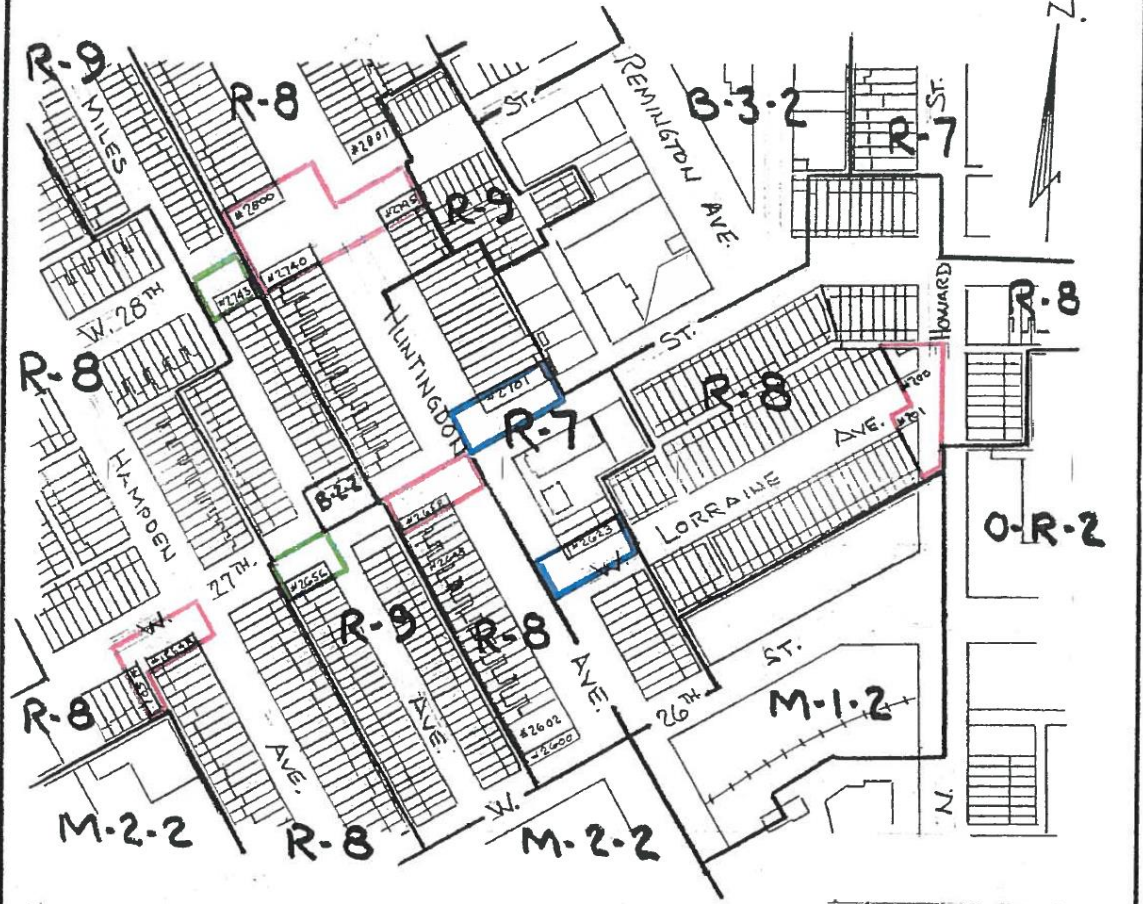 N.
R-9
MILES
R-8
ST.
REMINGTON AVE.
B-3-2
R-7
ST.
#2801
#2800
R-9
#2740
#2743
W. 28TH
HUNTINGDON
HOWARD
R-8
ST.
R-8
R-8
#2701
R-7
#200
#201
AVE.
HAMPDEN
B-2-2
LORRAINE
O-R-2
#2623
W.
27TH.
#2656
R-9
R-8
W.
R-8
AVE.
AVE.
AVE.
ST.
26TH
M-1-2
#2602
#2600
W.
N.
M-2-2
R-8
M-2-2